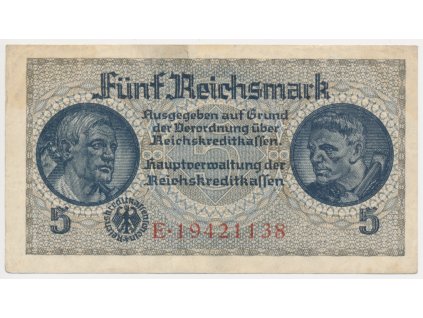 Fünf Reichsmark
Ausgegeben auf Grund
der Verordnung über
Reichskreditkassen
Hauptverwaltung der
Reichskreditkassen
5
5
E·19421138